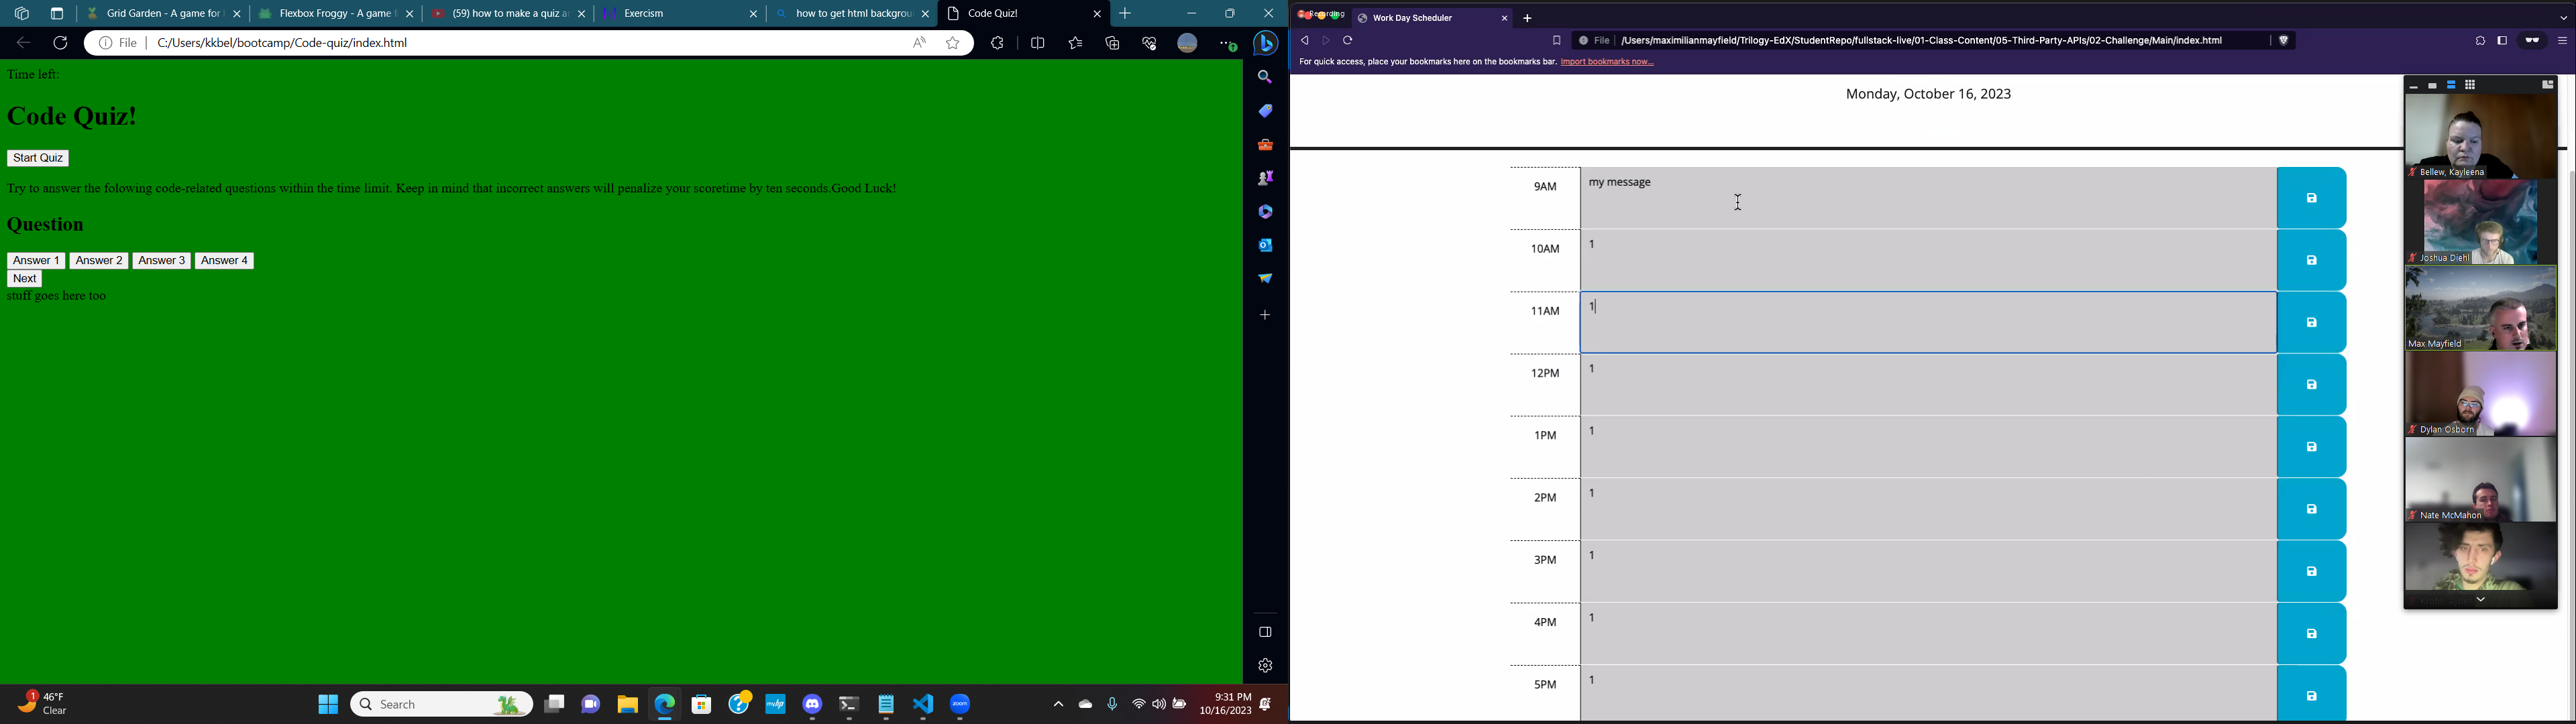 Grid Garden - A game for
Flexbox Froggy - A game f
(59) how to make a quiz a
Exercism
how to get html backgrou
Code Quiz!
File
C:/Users/kkbel/bootcamp/Code-quiz/index.html
Time left:
Code Quiz!
Start Quiz
Try to answer the folowing code-related questions within the time limit. Keep in mind that incorrect answers will penalize your scoretime by ten seconds.Good Luck!
Question
Answer 1 Answer 2 Answer 3 Answer 4
Next
stuff goes here too
1
46°F
Clear
Search
myhp
zoom
9:31 PM
10/16/2023
Recording
Work Day Scheduler
File
/Users/maximilianmayfield/Trilogy-EdX/StudentRepo/fullstack-live/01-Class-Content/05-Third-Party-APIs/02-Challenge/Main/index.html
For quick access, place your bookmarks here on the bookmarks bar. Import bookmarks now...
Monday, October 16, 2023
9AM my message
10AM 1
11AM 1
12PM 1
1PM 1
2PM 1
3PM 1
4PM 1
5PM 1
Bellew, Kayleena
Joshua Diehl
Max Mayfield
Dylan Osborn
Nate McMahon